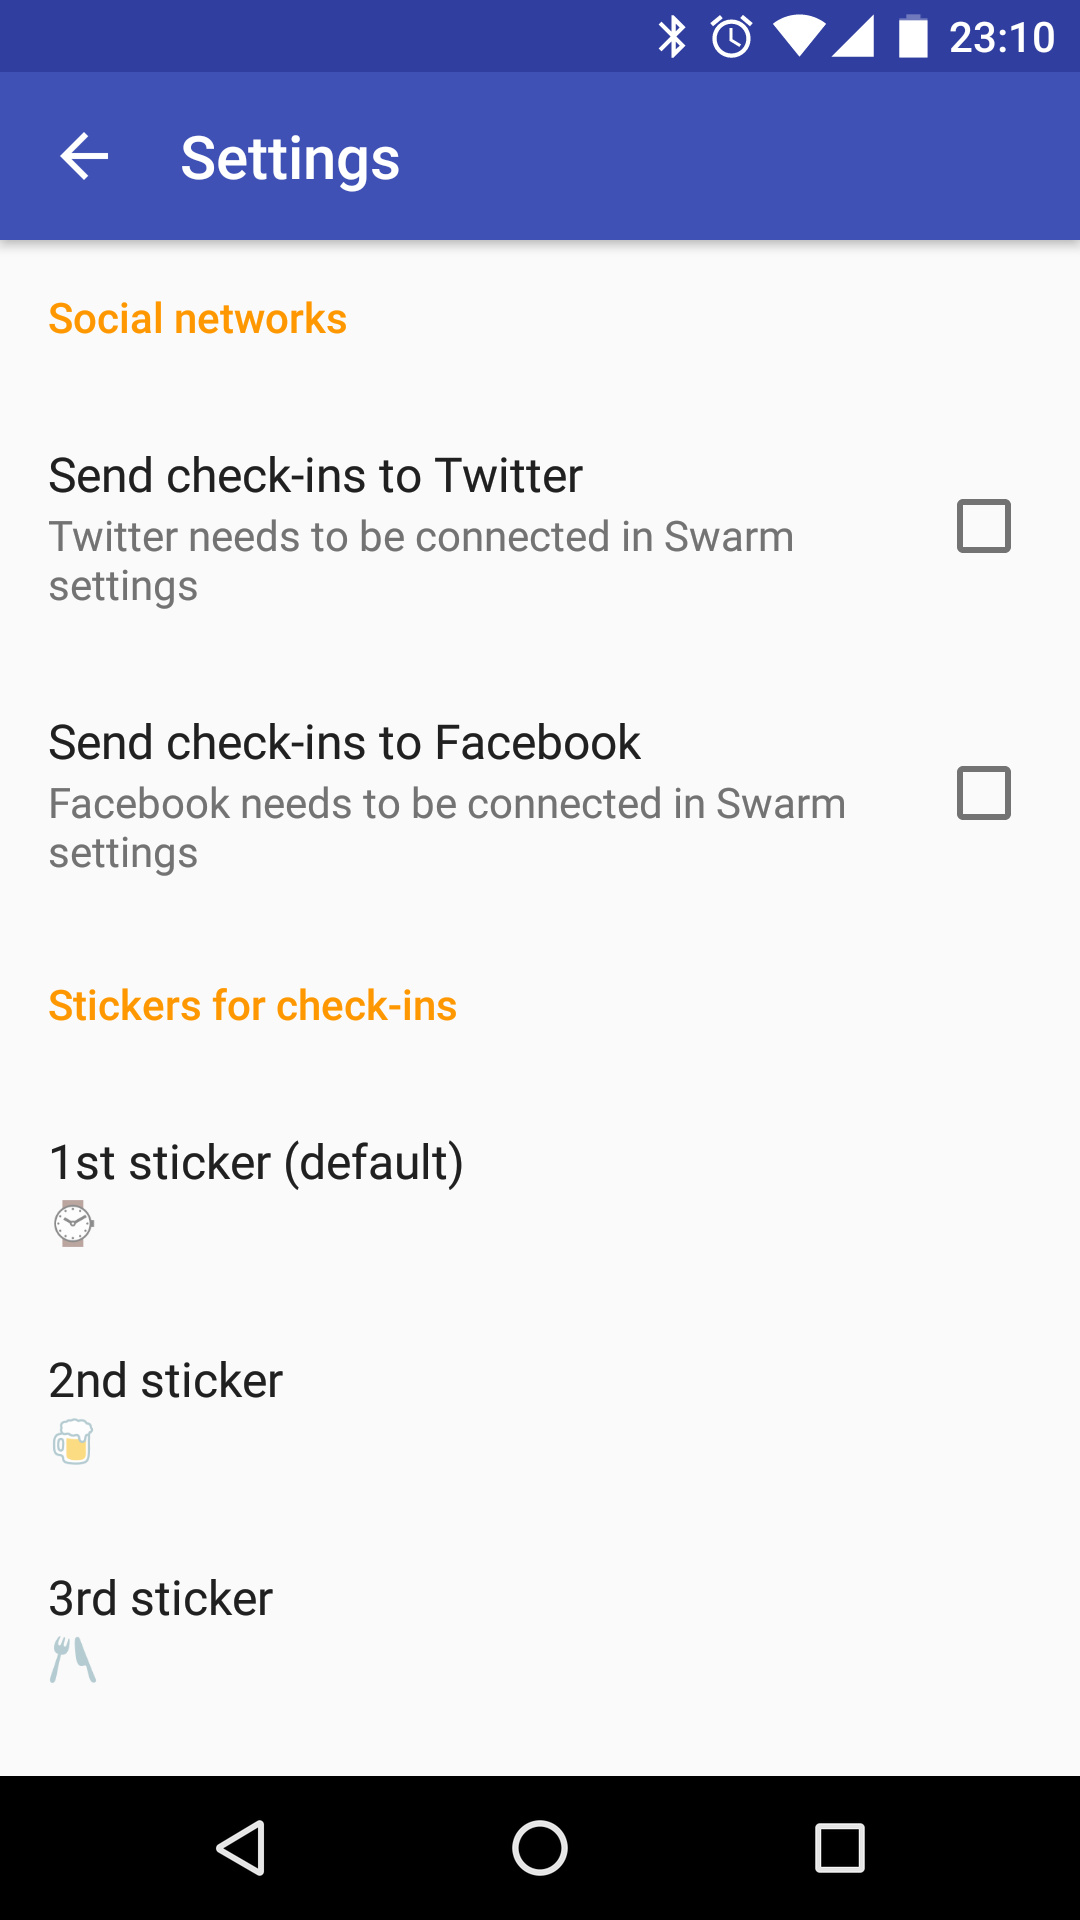 23:10
Settings
Social networks
Send check-ins to Twitter
Twitter needs to be connected in Swarm
settings
Send check-ins to Facebook
Facebook needs to be connected in Swarm
settings
Stickers for check-ins
1st sticker (default)
⌚
2nd sticker
🍺
3rd sticker
🍴